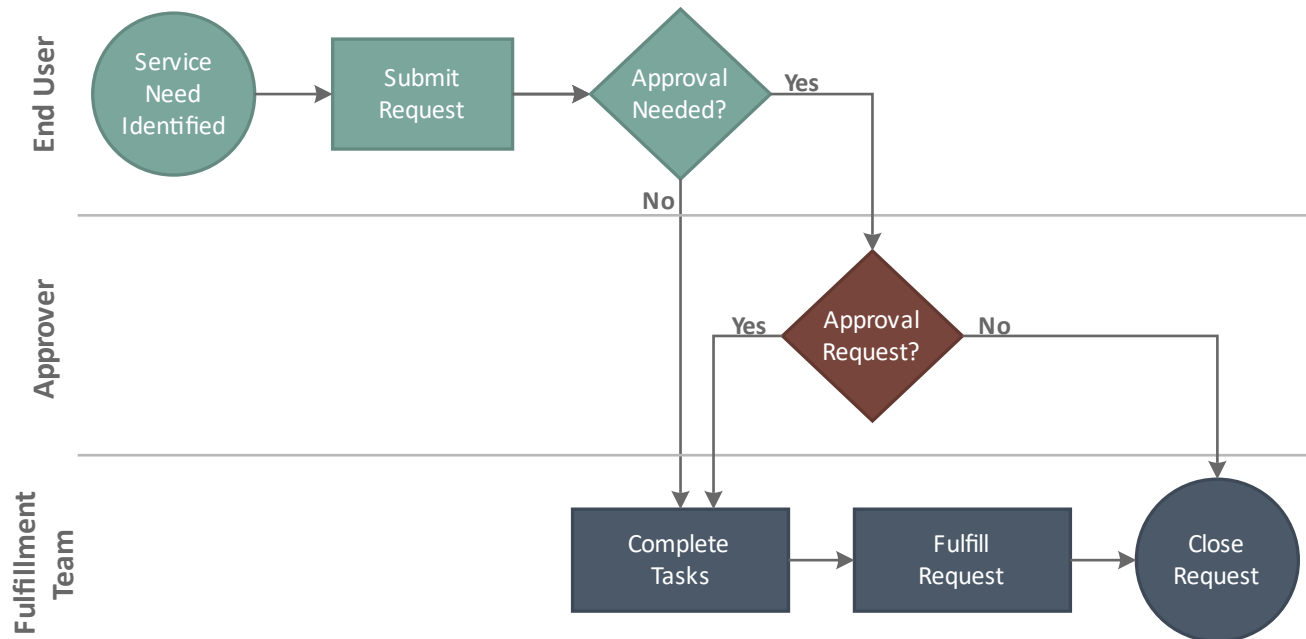 End User
Service
Need
Identified
Submit
Request
Approval
Needed?
Yes
No
Approver
Yes
Approval
Request?
No
Fulfillment
Team
Complete
Tasks
Fulfill
Request
Close
Request